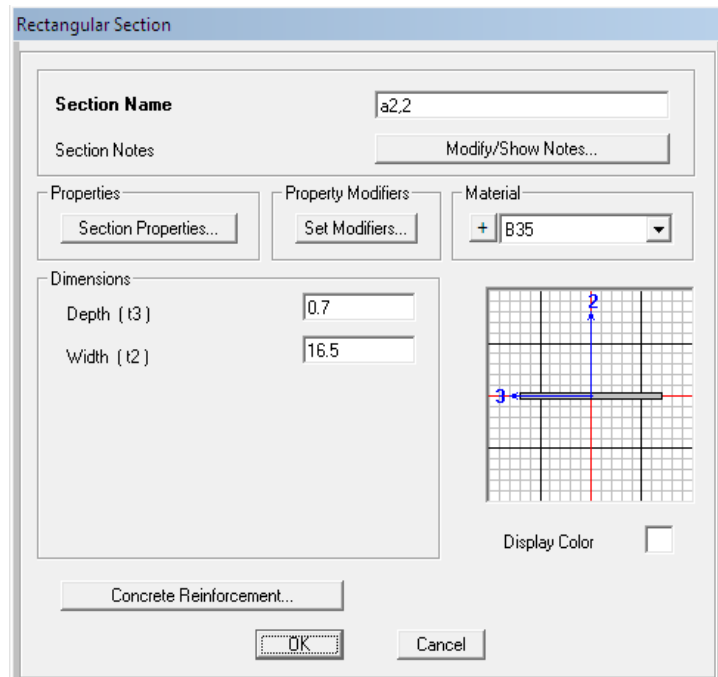 Rectangular Section
Section Name a2,2
Section Notes Modify/Show Notes...
Properties Property Modifiers Material
Section Properties... Set Modifiers... + B35
Dimensions
Depth ( t3 ) 0.7
Width ( t2 ) 16.5
2
3
Display Color
Concrete Reinforcement...
OK Cancel